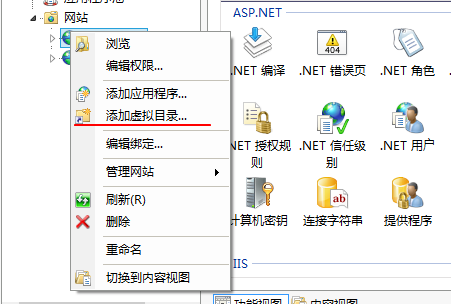 网站
浏览
编辑权限...
添加应用程序...
添加虚拟目录...
编辑绑定...
管理网站
刷新(R)
删除
重命名
切换到内容视图
ASP.NET
.NET 编译
.NET 错误页
.NET 角色
.NET 授权规
则
.NET 信任级
别
.NET 用户
计算机密钥
连接字符串
提供程序
IIS
功能视图
内容视图